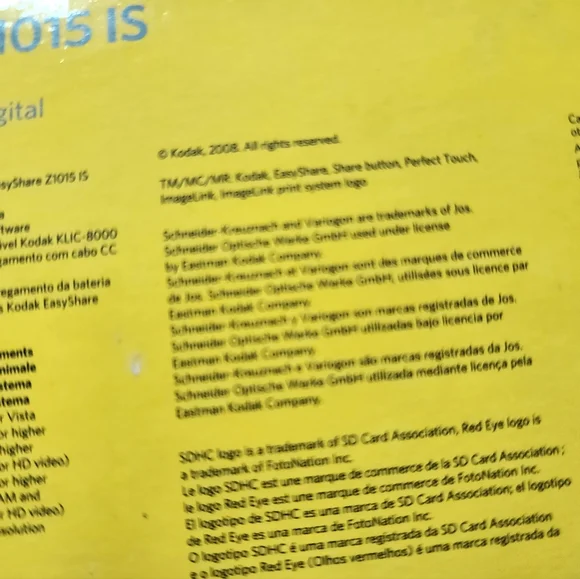 1015 IS
gital
syShare Z1015 IS
tware
vel Kodak KLIC-8000
gamento com cabo CC
regamento da bateria
s Kodak EasyShare
ments
nimale
stema
tema
r Vista
or higher
higher
or HD video)
or higher
AM and
r HD video)
solution
© Kodak, 2008. All rights reserved.
TM/MC/MR: Kodak, EasyShare, Share button, Perfect Touch,
ImageLink, ImageLink print system logo
Schneider-Kreuznach and Variogon are trademarks of Jos.
Schneider Optische Werke GmbH used under license
by Eastman Kodak Company.
Schneider-Kreuznach et Variogon sont des marques de commerce
de Jos. Schneider Optische Werke GmbH, utilisées sous licence par
Eastman Kodak Company.
Schneider-Kreuznach y Variogon son marcas registradas de Jos.
Schneider Optische Werke GmbH utilizadas bajo licencia por
Eastman Kodak Company.
Schneider-Kreuznach e Variogon são marcas registradas da Jos.
Schneider Optische Werke GmbH utilizada mediante licença pela
Eastman Kodak Company.
SDHC logo is a trademark of SD Card Association, Red Eye logo is
a trademark of FotoNation Inc.
Le logo SDHC est une marque de commerce de la SD Card Association ;
le logo Red Eye est une marque de commerce de FotoNation Inc.
El logotipo de SDHC es una marca de SD Card Association; el logotipo
de Red Eye es una marca de FotoNation Inc.
O logotipo SDHC é uma marca registrada da SD Card Association
e o logotipo Red Eye (Olhos vermelhos) é uma marca registrada da